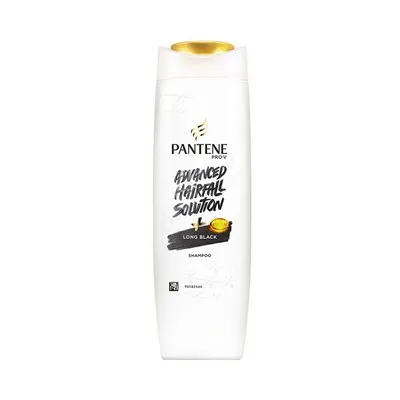 PANTENE
PRO-V
ADVANCED
HAIRFALL
SOLUTION
+
LONG BLACK
SHAMPOO